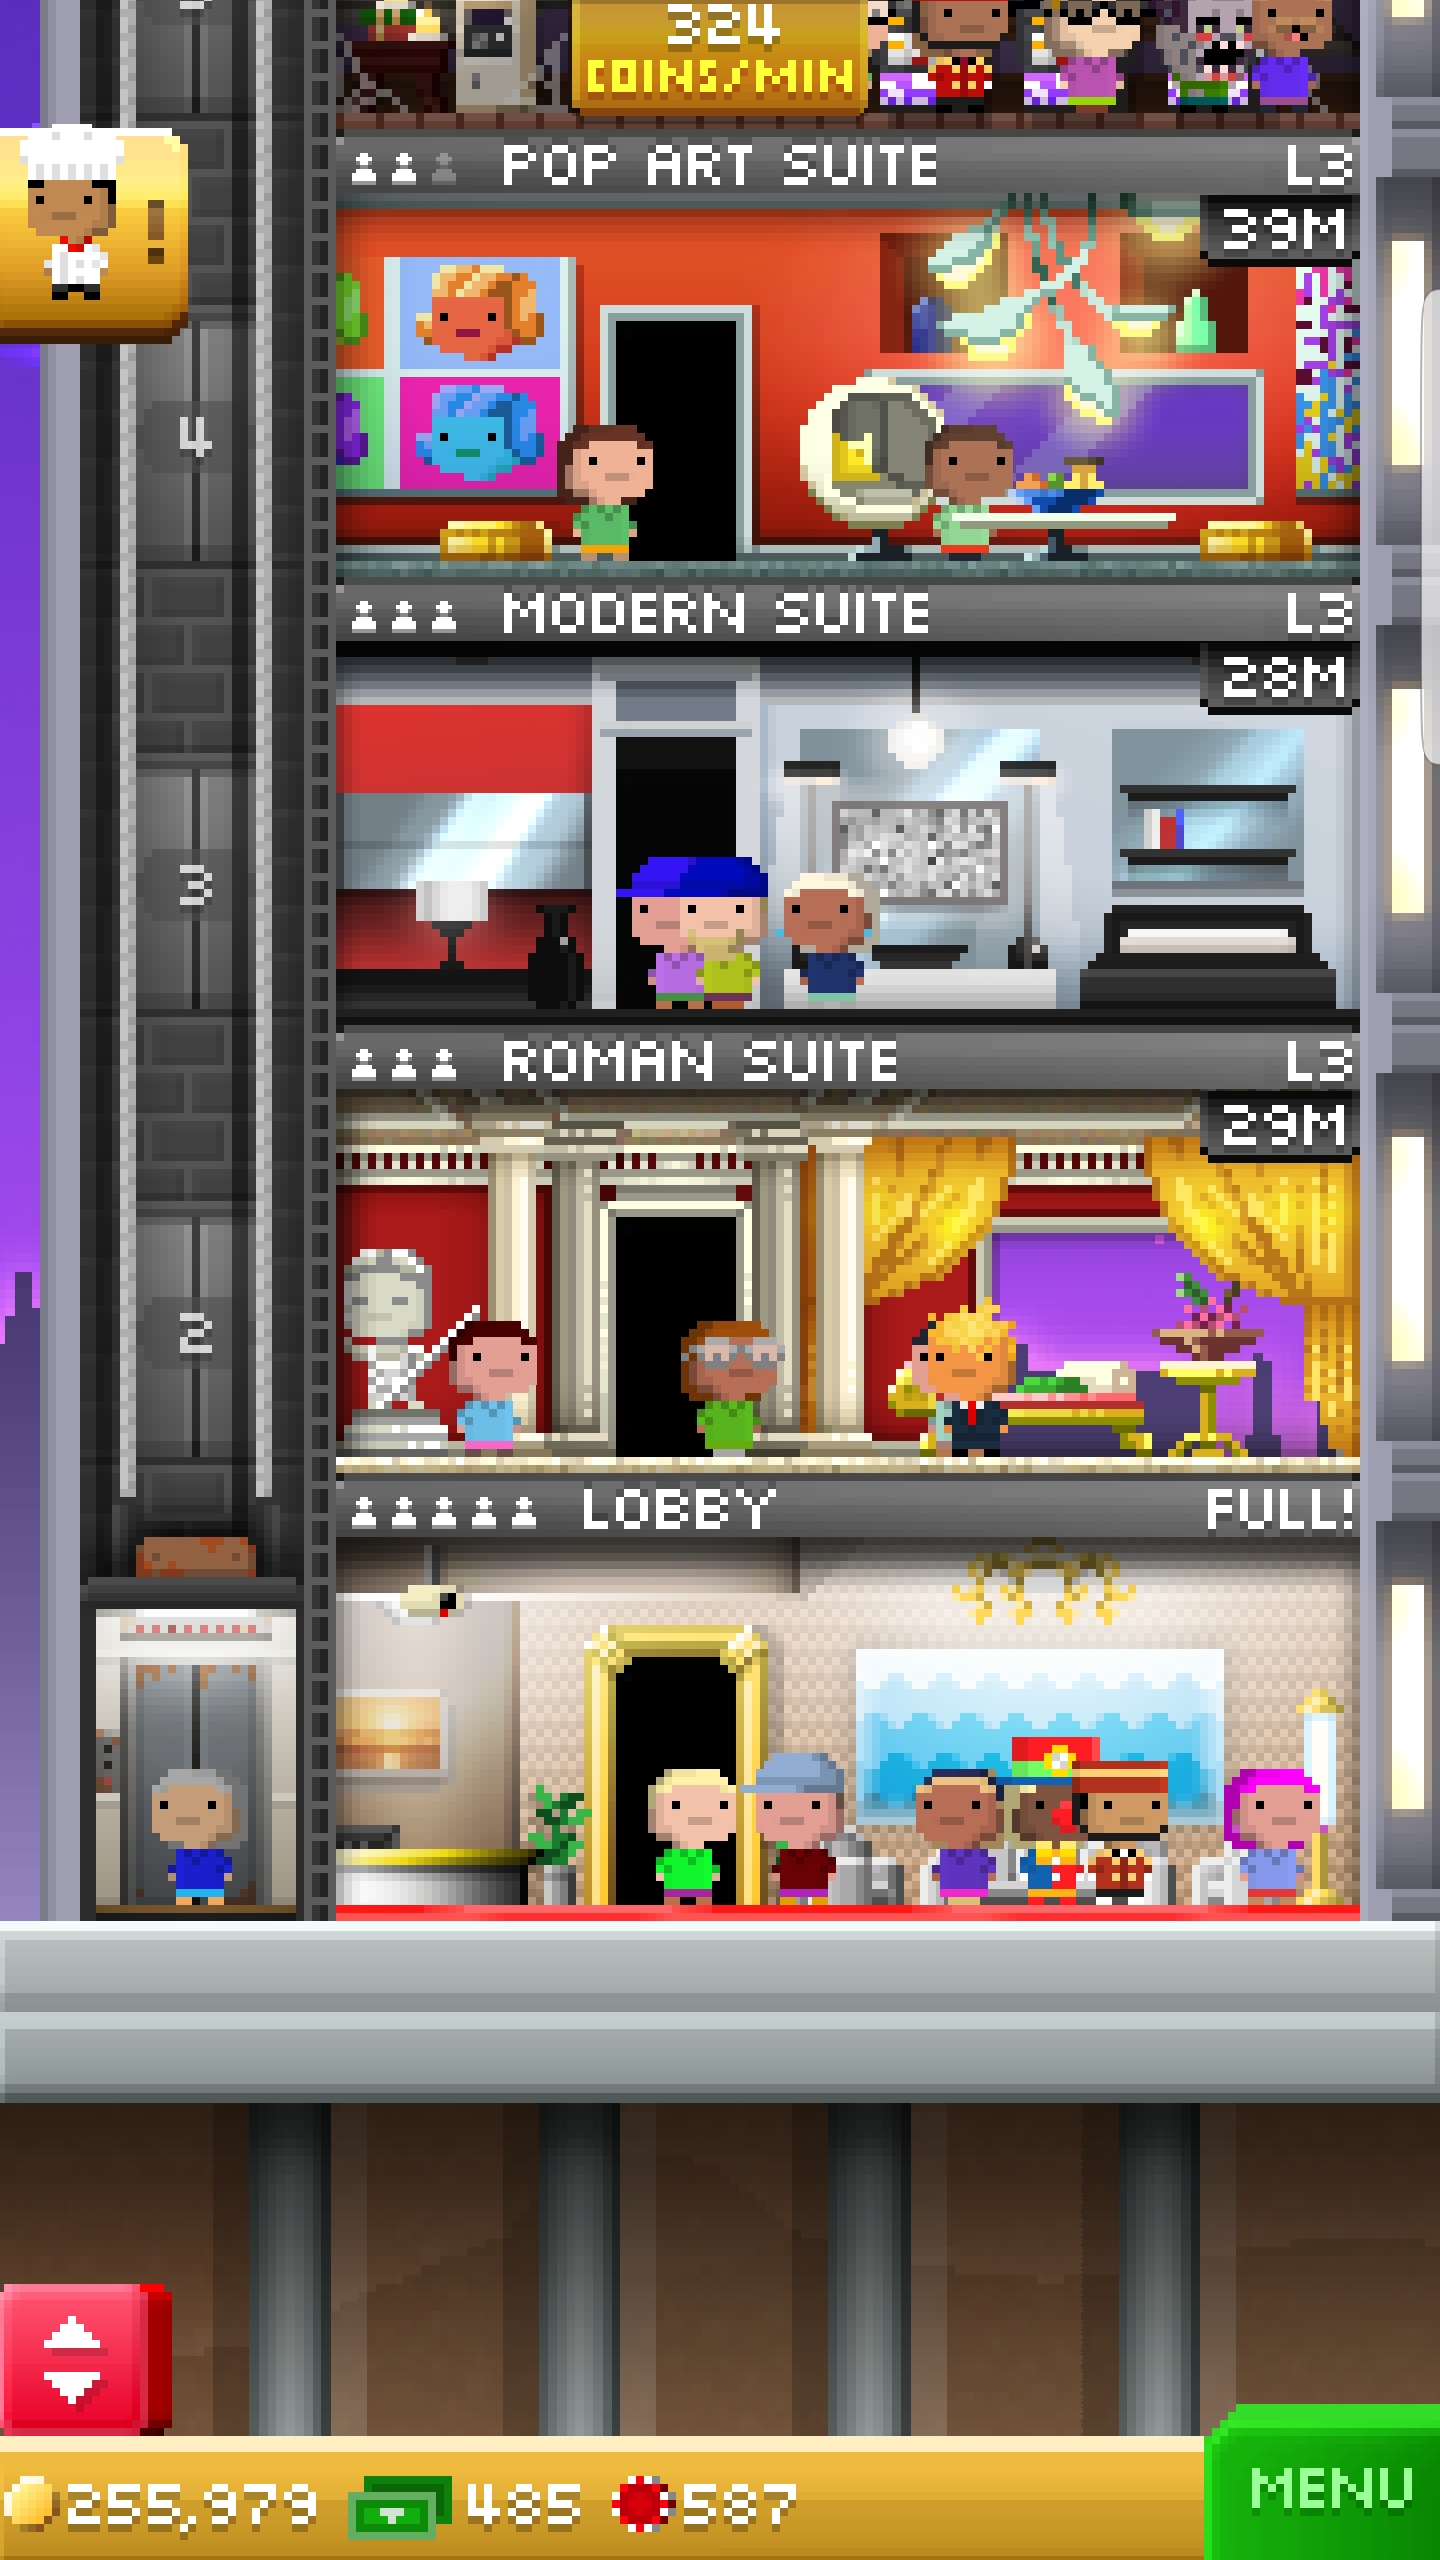 324
COINS/MIN
POP ART SUITE L3
39M
!
4
MODERN SUITE L3
28M
3
ROMAN SUITE L3
29M
2
LOBBY FULL!
255,979 485 587
MENU